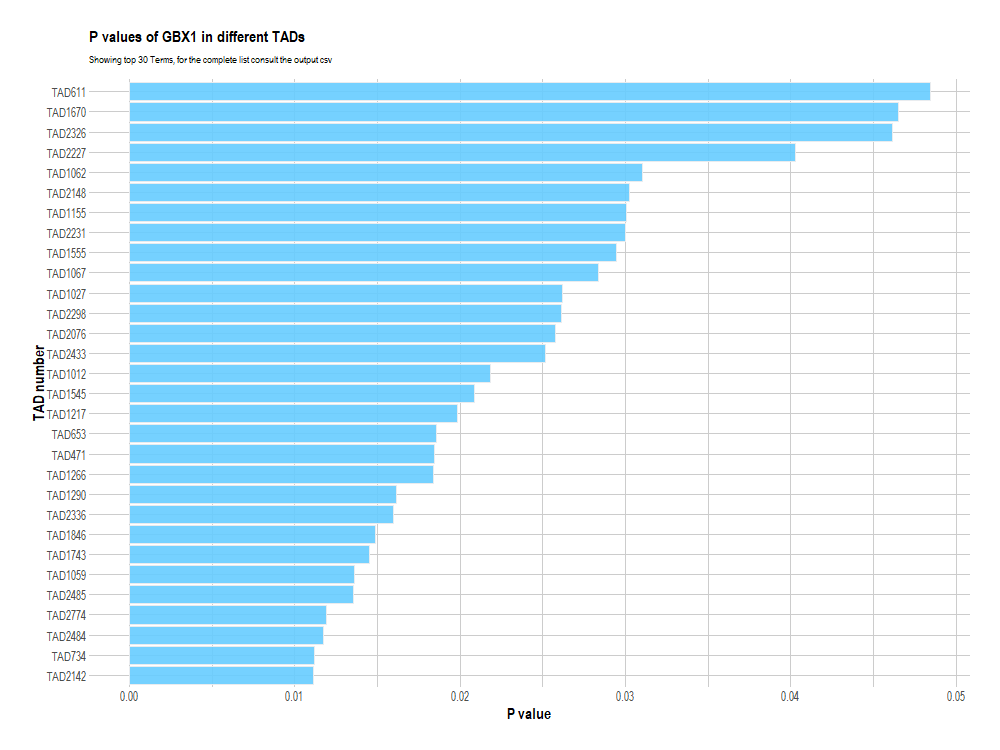 P values of GBX1 in different TADs
Showing top 30 Terms, for the complete list consult the output csv
TAD number
TAD611
TAD1670
TAD2326
TAD2227
TAD1062
TAD2148
TAD1155
TAD2231
TAD1555
TAD1067
TAD1027
TAD2298
TAD2076
TAD2433
TAD1012
TAD1545
TAD1217
TAD653
TAD471
TAD1266
TAD1290
TAD2336
TAD1846
TAD1743
TAD1059
TAD2485
TAD2774
TAD2484
TAD734
TAD2142
0.00 0.01 0.02 0.03 0.04 0.05
P value